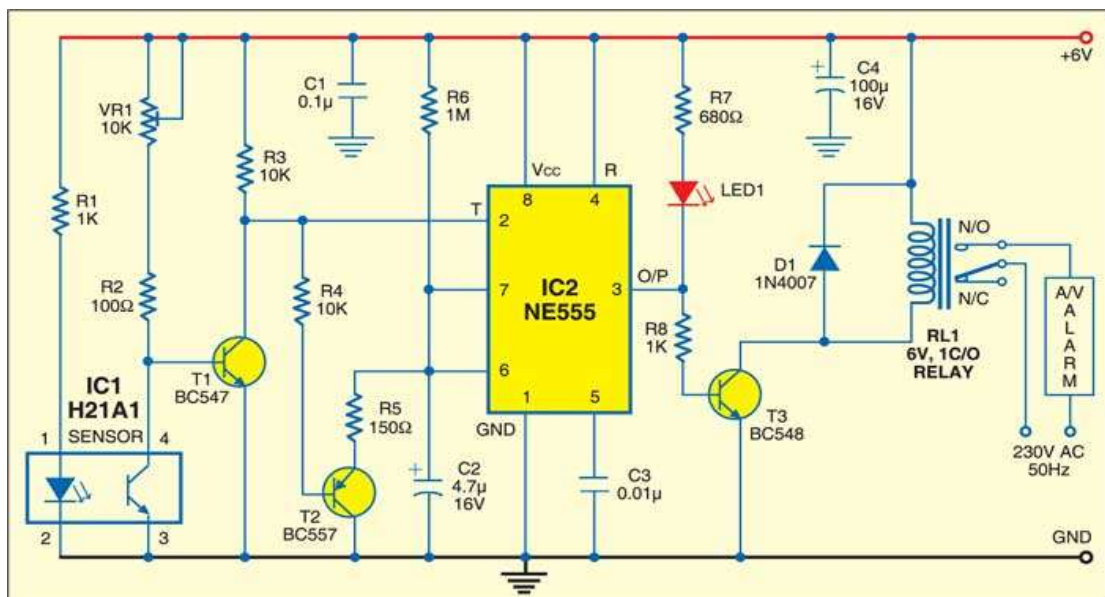 +6V
VR1
10K
R1
1K
R2
100Ω
R3
10K
C1
0.1µ
R6
1M
R4
10K
T
2
7
6
VCC
8
R
4
IC2
NE555
O/P
3
1
GND
5
R7
680Ω
LED1
C4
100µ
16V
D1
1N4007
N/O
N/C
RL1
6V, 1C/O
RELAY
A/V
ALARM
230V AC
50Hz
R8
1K
T3
BC548
T1
BC547
IC1
H21A1
SENSOR
1
4
2
3
R5
150Ω
T2
BC557
C2
4.7µ
16V
C3
0.01µ
GND
+
+